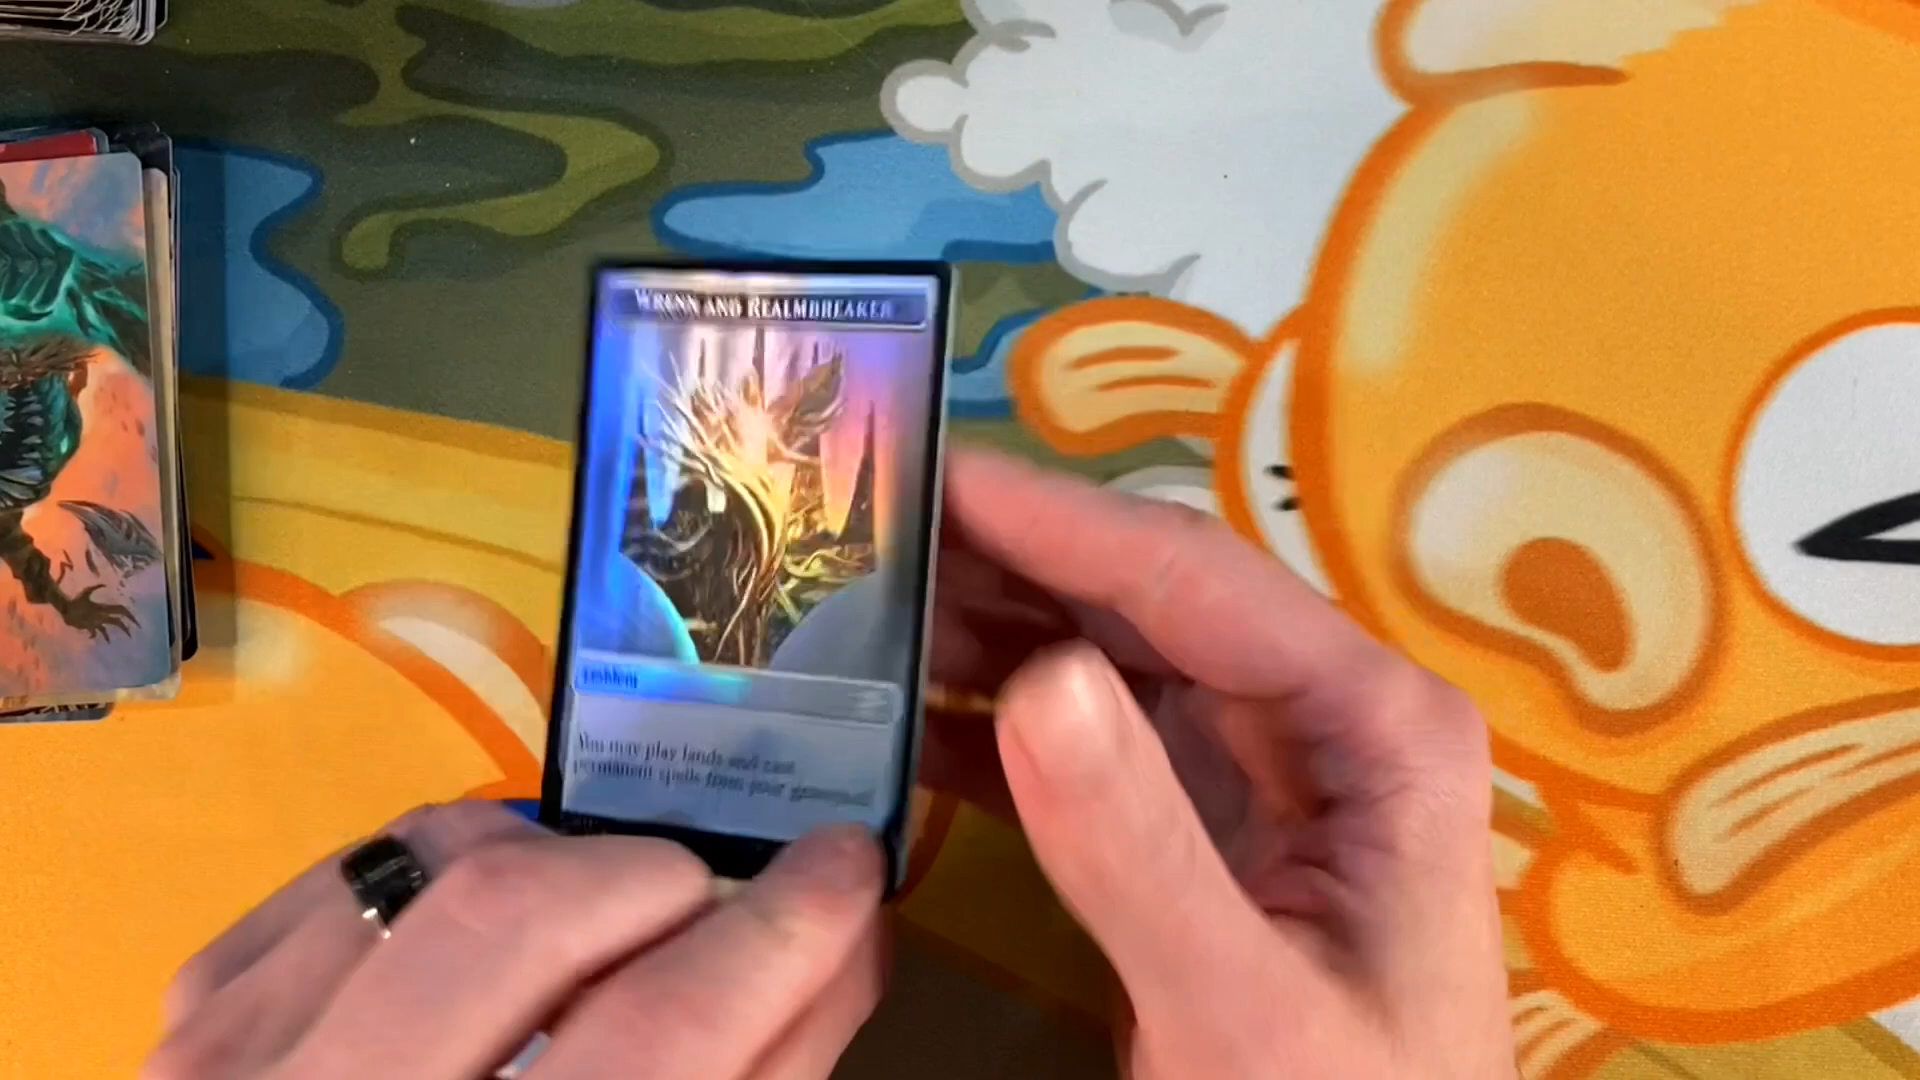 WRENN AND REALMBREAKER
Emblem
You may play lands and cast
permanent spells from your graveyard.